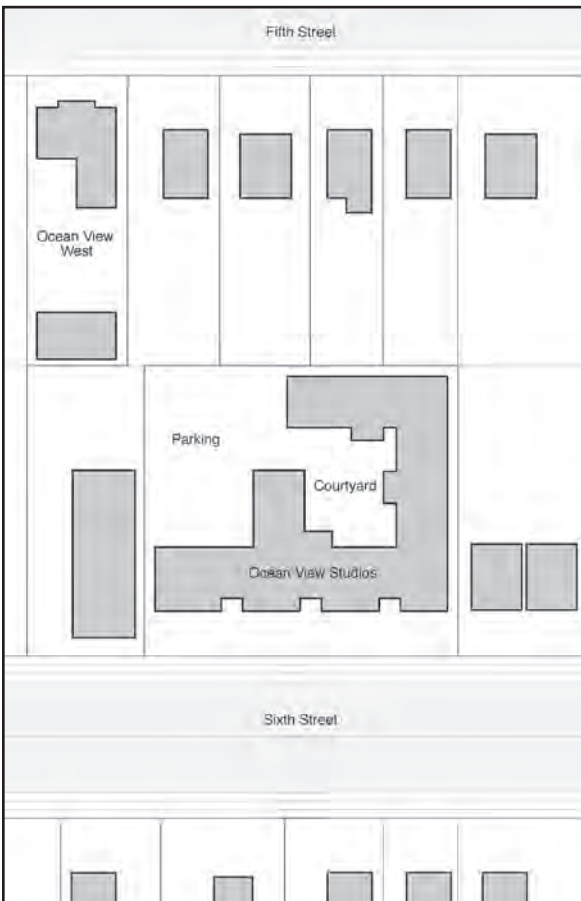 Fifth Street
Ocean View
West
Parking
Courtyard
Ocean View Studios
Sixth Street